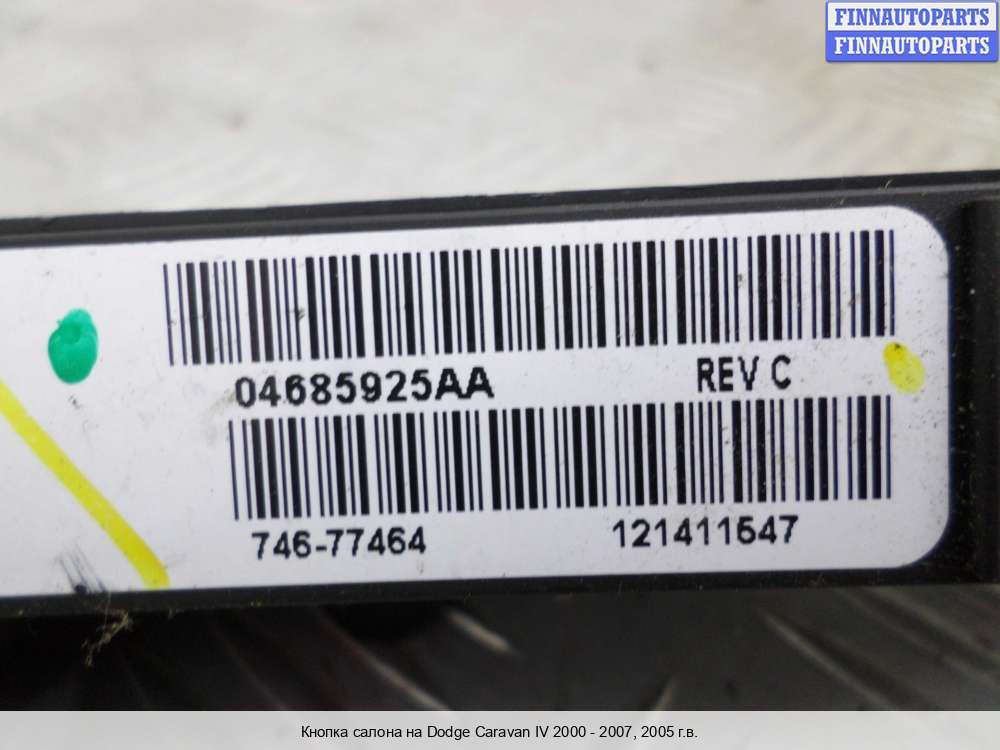 FINNAUTOPARTS
FINNAUTOPARTS
04685925AA REV C
746-77464 121411547
Кнопка салона на Dodge Caravan IV 2000 - 2007, 2005 г.в.